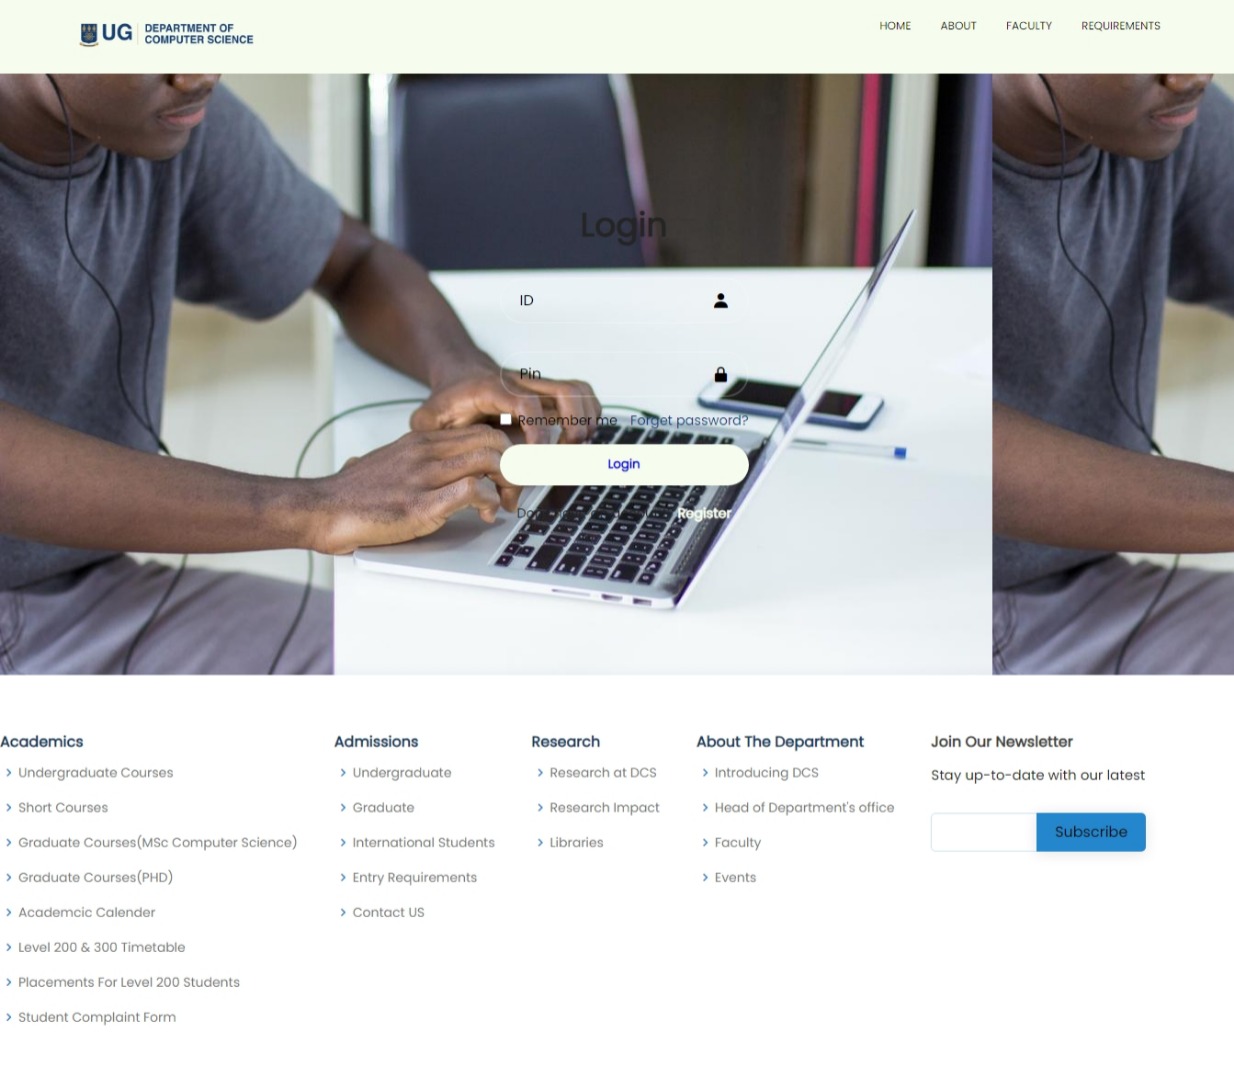 UG
DEPARTMENT OF
COMPUTER SCIENCE
HOME
ABOUT
FACULTY
REQUIREMENTS
Login
ID
Pin
Remember me
Forget password?
Login
Register
Academics
Undergraduate Courses
Short Courses
Graduate Courses(MSc Computer Science)
Graduate Courses(PHD)
Academcic Calender
Level 200 & 300 Timetable
Placements For Level 200 Students
Student Complaint Form
Admissions
Undergraduate
Graduate
International Students
Entry Requirements
Contact US
Research
Research at DCS
Research Impact
Libraries
About The Department
Introducing DCS
Head of Department's office
Faculty
Events
Join Our Newsletter
Stay up-to-date with our latest
Subscribe